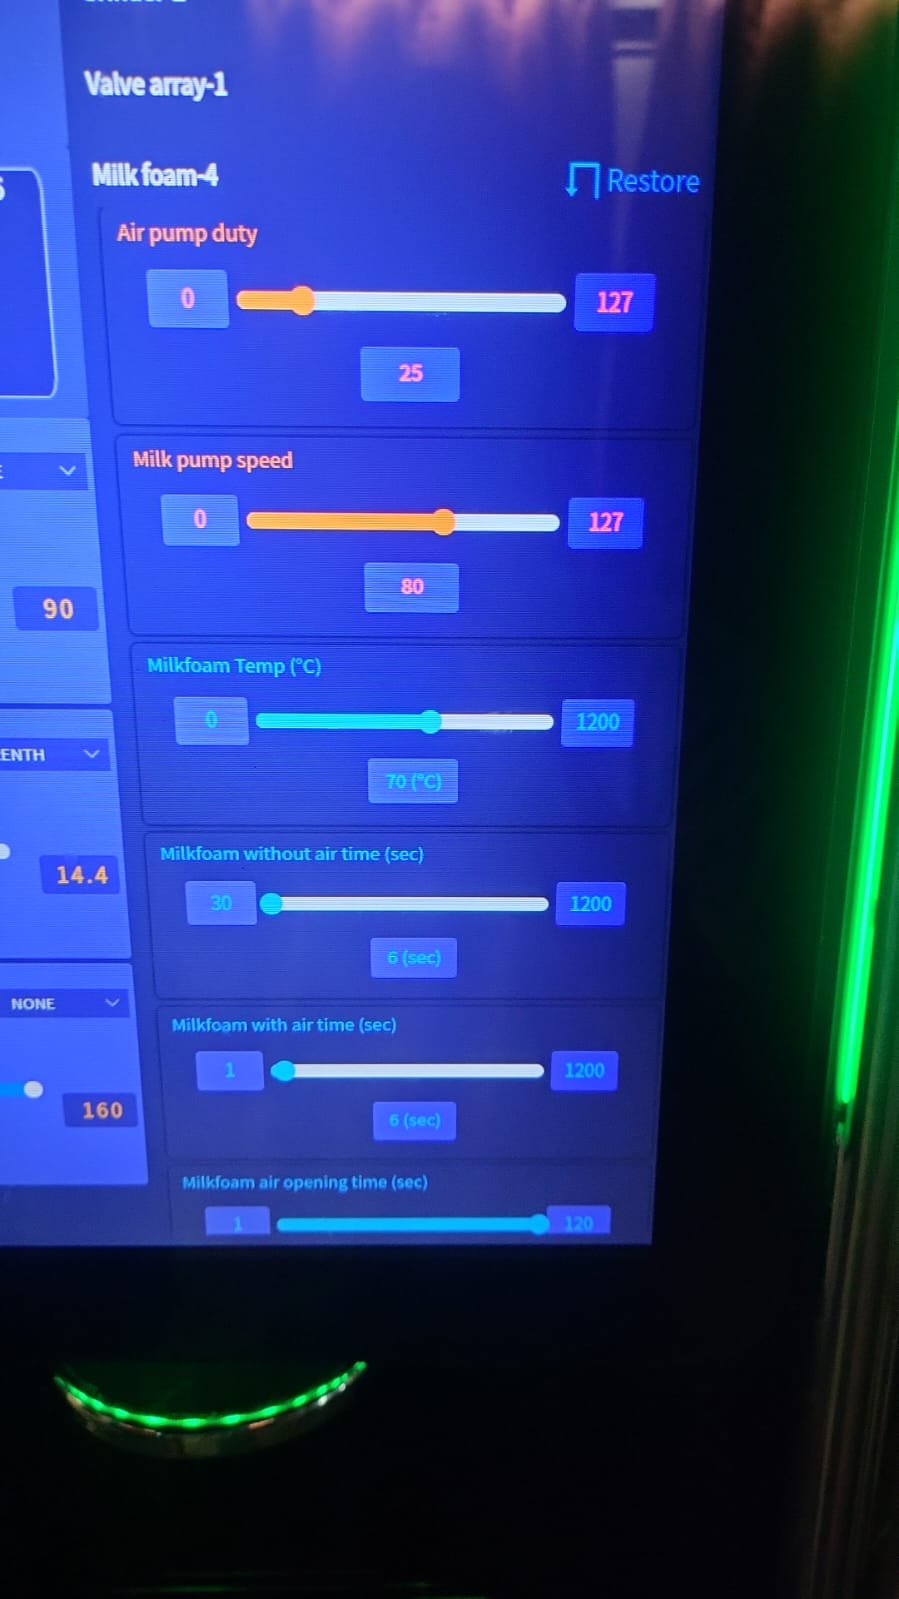 Valve array-1
Milk foam-4
Restore
Air pump duty
0
127
25
Milk pump speed
0
127
80
90
Milkfoam Temp (°C)
0
1200
70 (°C)
ENTH
Milkfoam without air time (sec)
14.4
30
1200
6 (sec)
NONE
Milkfoam with air time (sec)
1
1200
160
6 (sec)
Milkfoam air opening time (sec)
1
120